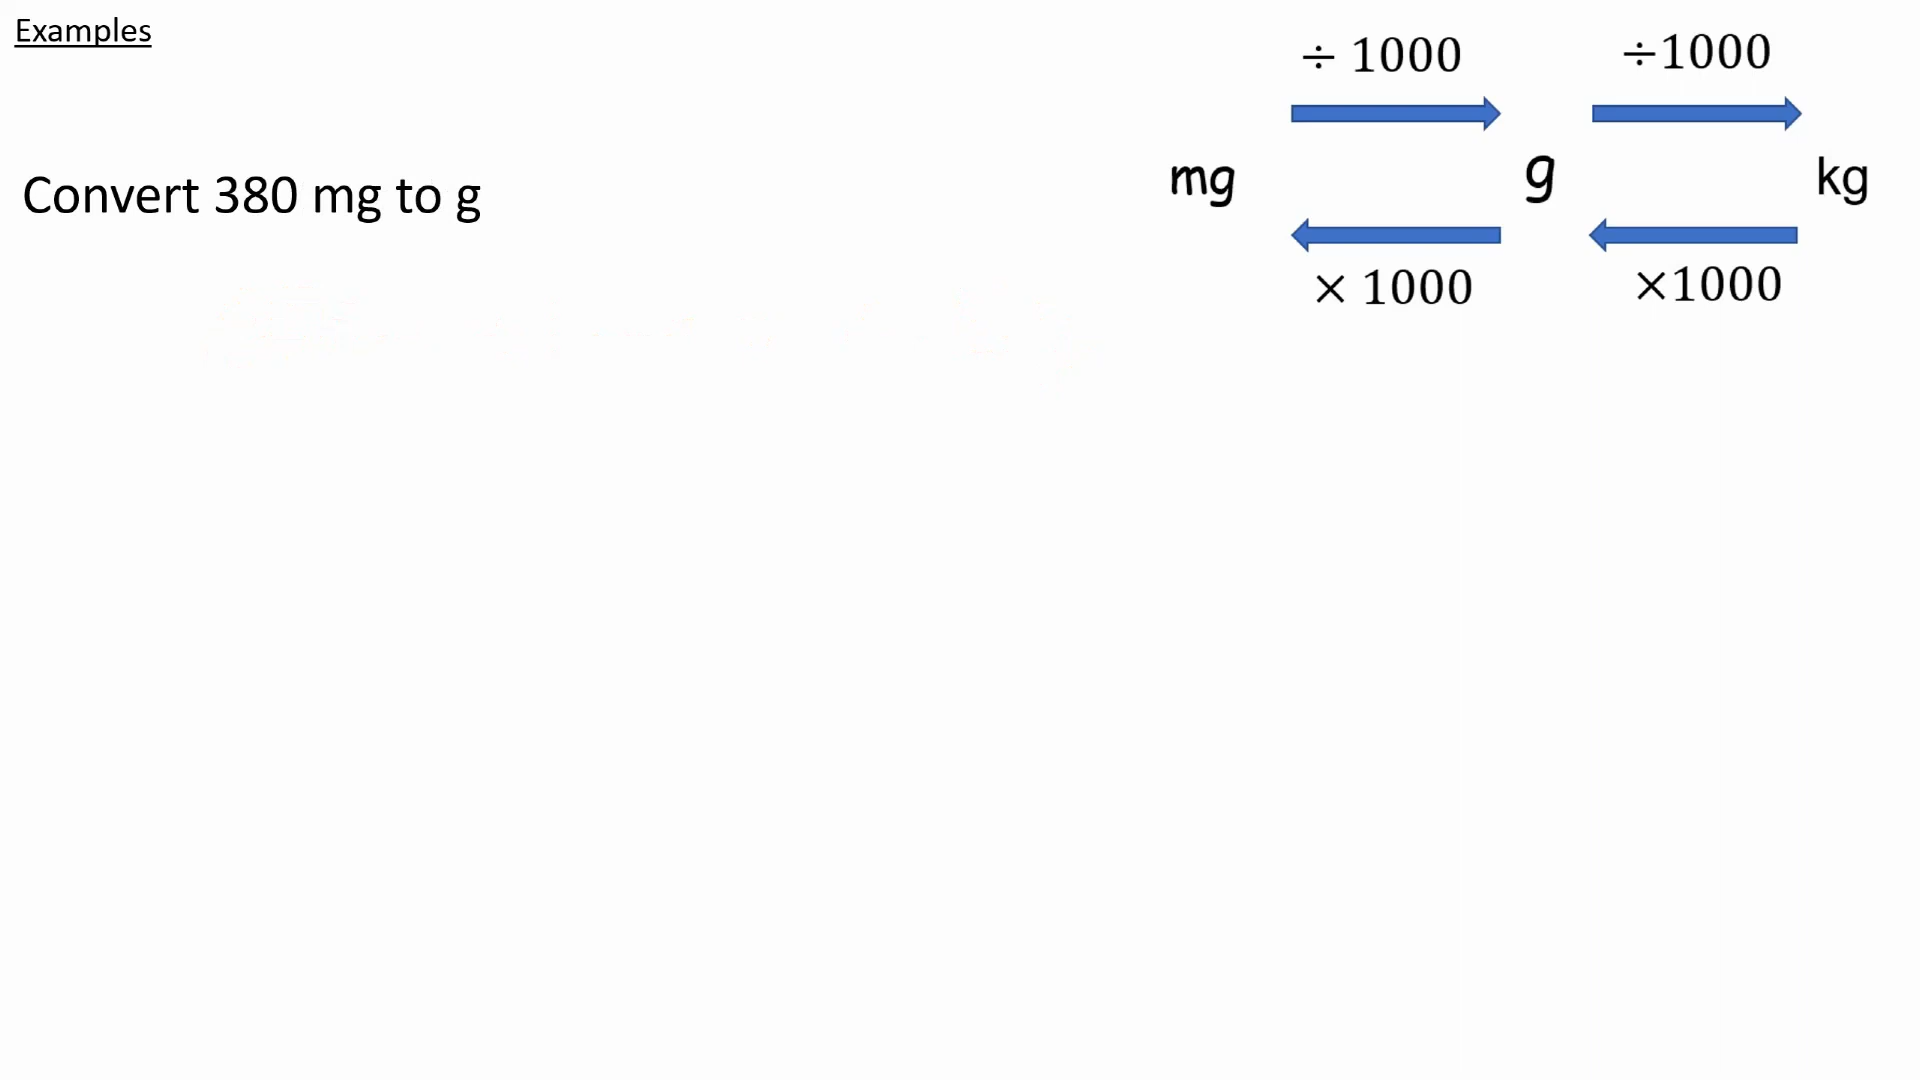 Examples
÷ 1000
÷1000
Convert 380 mg to g
mg
g
kg
× 1000
×1000